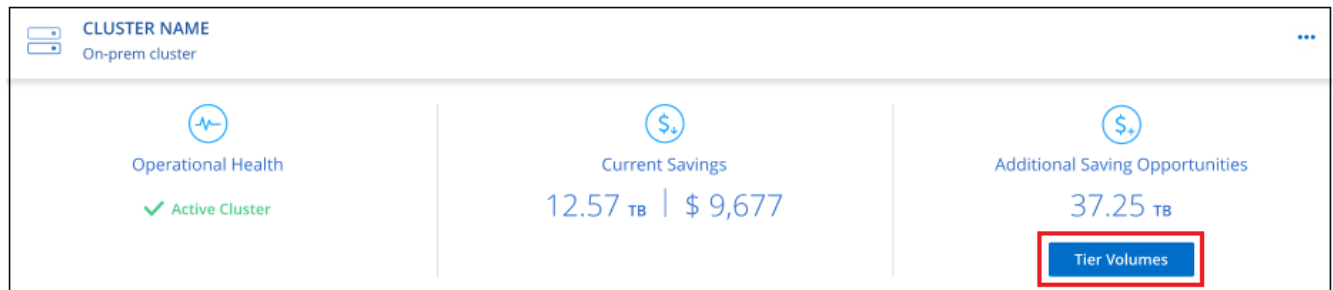 CLUSTER NAME
On-prem cluster
Operational Health
Active Cluster
Current Savings
12.57 TB | $ 9,677
Additional Saving Opportunities
37.25 TB
Tier Volumes